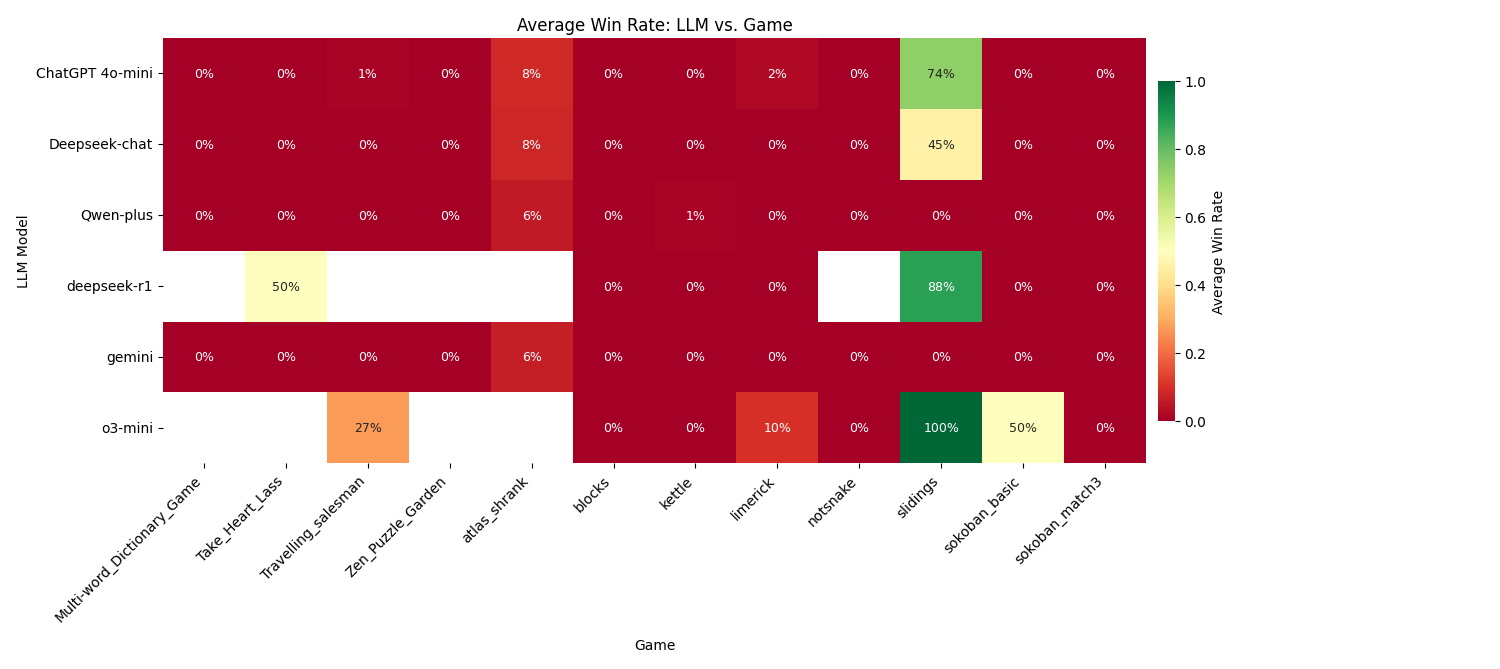 Average Win Rate: LLM vs. Game
ChatGPT 4o-mini 0% 0% 1% 0% 8% 0% 0% 2% 0% 74% 0% 0%
Deepseek-chat 0% 0% 0% 0% 8% 0% 0% 0% 0% 45% 0% 0%
Qwen-plus 0% 0% 0% 0% 6% 0% 1% 0% 0% 0% 0% 0%
deepseek-r1 50% 0% 0% 0% 88% 0% 0%
gemini 0% 0% 0% 0% 6% 0% 0% 0% 0% 0% 0% 0%
o3-mini 27% 0% 0% 10% 0% 100% 50% 0%
LLM Model
Multi-word_Dictionary_Game
Take_Heart_Lass
Travelling_salesman
Zen_Puzzle_Garden
atlas_shrank
blocks
kettle
limerick
notsnake
slidings
sokoban_basic
sokoban_match3
Game
1.0
0.8
0.6
0.4
0.2
0.0
Average Win Rate